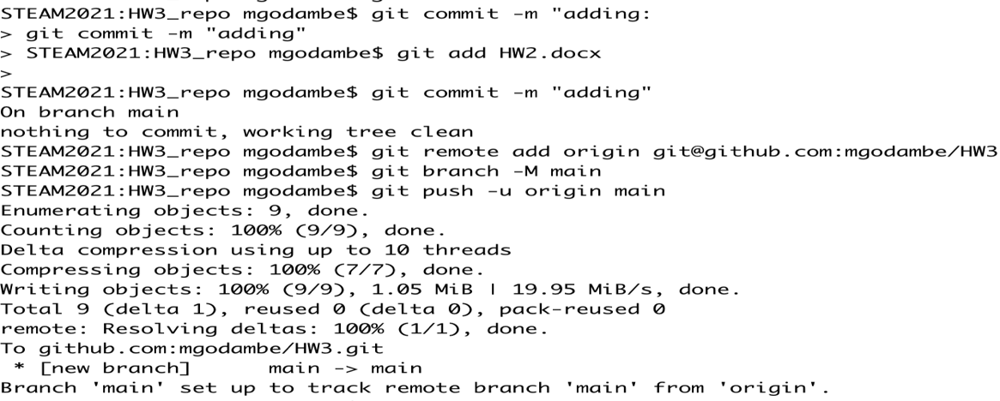 STEAM2021:HW3_repo mgodambe$ git commit -m "adding:
> git commit -m "adding"
> STEAM2021:HW3_repo mgodambe$ git add HW2.docx
>
STEAM2021:HW3_repo mgodambe$ git commit -m "adding"
On branch main
nothing to commit, working tree clean
STEAM2021:HW3_repo mgodambe$ git remote add origin git@github.com:mgodambe/HW3
STEAM2021:HW3_repo mgodambe$ git branch -M main
STEAM2021:HW3_repo mgodambe$ git push -u origin main
Enumerating objects: 9, done.
Counting objects: 100% (9/9), done.
Delta compression using up to 10 threads
Compressing objects: 100% (7/7), done.
Writing objects: 100% (9/9), 1.05 MiB | 19.95 MiB/s, done.
Total 9 (delta 1), reused 0 (delta 0), pack-reused 0
remote: Resolving deltas: 100% (1/1), done.
To github.com:mgodambe/HW3.git
 * [new branch]      main -> main
Branch 'main' set up to track remote branch 'main' from 'origin'.